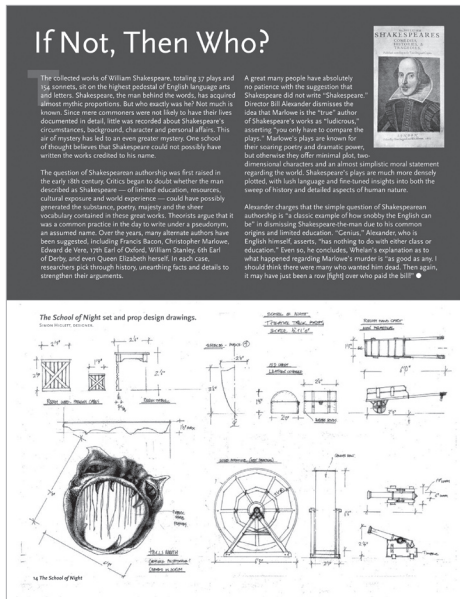 If Not, Then Who?
The collected works of William Shakespeare, totaling 37 plays and
154 sonnets, sit on the highest pedestal of English language arts
and letters. Shakespeare, the man behind the words, has acquired
almost mythic proportions. But who exactly was he? Not much is
known. Since mere commoners were not likely to have their lives
documented in detail, little was recorded about Shakespeare's
circumstances, background, character and personal affairs. This
air of mystery has led to an even greater mystery. One school
of thought believes that Shakespeare could not possibly have
written the works credited to his name.
The question of Shakespearean authorship was first raised in
the early 18th century. Critics began to doubt whether the man
described as Shakespeare — of limited education, resources,
cultural exposure and world experience — could have possibly
generated the substance, poetry, majesty and the sheer
vocabulary contained in these great works. Theorists argue that it
was a common practice in the day to write under a pseudonym,
an assumed name. Over the years, many alternate authors have
been suggested, including Francis Bacon, Christopher Marlowe,
Edward de Vere, 17th Earl of Oxford, William Stanley, 6th Earl
of Derby, and even Queen Elizabeth herself. In each case,
researchers pick through history, unearthing facts and details to
strengthen their arguments.
A great many people have absolutely
no patience with the suggestion that
Shakespeare did not write "Shakespeare."
Director Bill Alexander dismisses the
idea that Marlowe is the "true" author
of Shakespeare's works as "ludicrous,"
asserting "you only have to compare the
plays." Marlowe's plays are known for
their soaring poetry and dramatic power,
but otherwise they offer minimal plot, two-
dimensional characters and an almost simplistic moral statement
regarding the world. Shakespeare's plays are much more densely
plotted, with lush language and fine-tuned insights into both the
sweep of history and detailed aspects of human nature.
Alexander charges that the simple question of Shakespearean
authorship is "a classic example of how snobby the English can
be" in dismissing Shakespeare-the-man due to his common
origins and limited education. "Genius," Alexander, who is
English himself, asserts, "has nothing to do with either class or
education." Even so, he concludes, Whelan's explanation as to
what happened regarding Marlowe's murder is "as good as any. I
should think there were many who wanted him dead. Then again,
it may have just been a row [fight] over who paid the bill!"
SHAKESPEARES
The School of Night set and prop design drawings.
HELL MOUTH
14 The School of Night